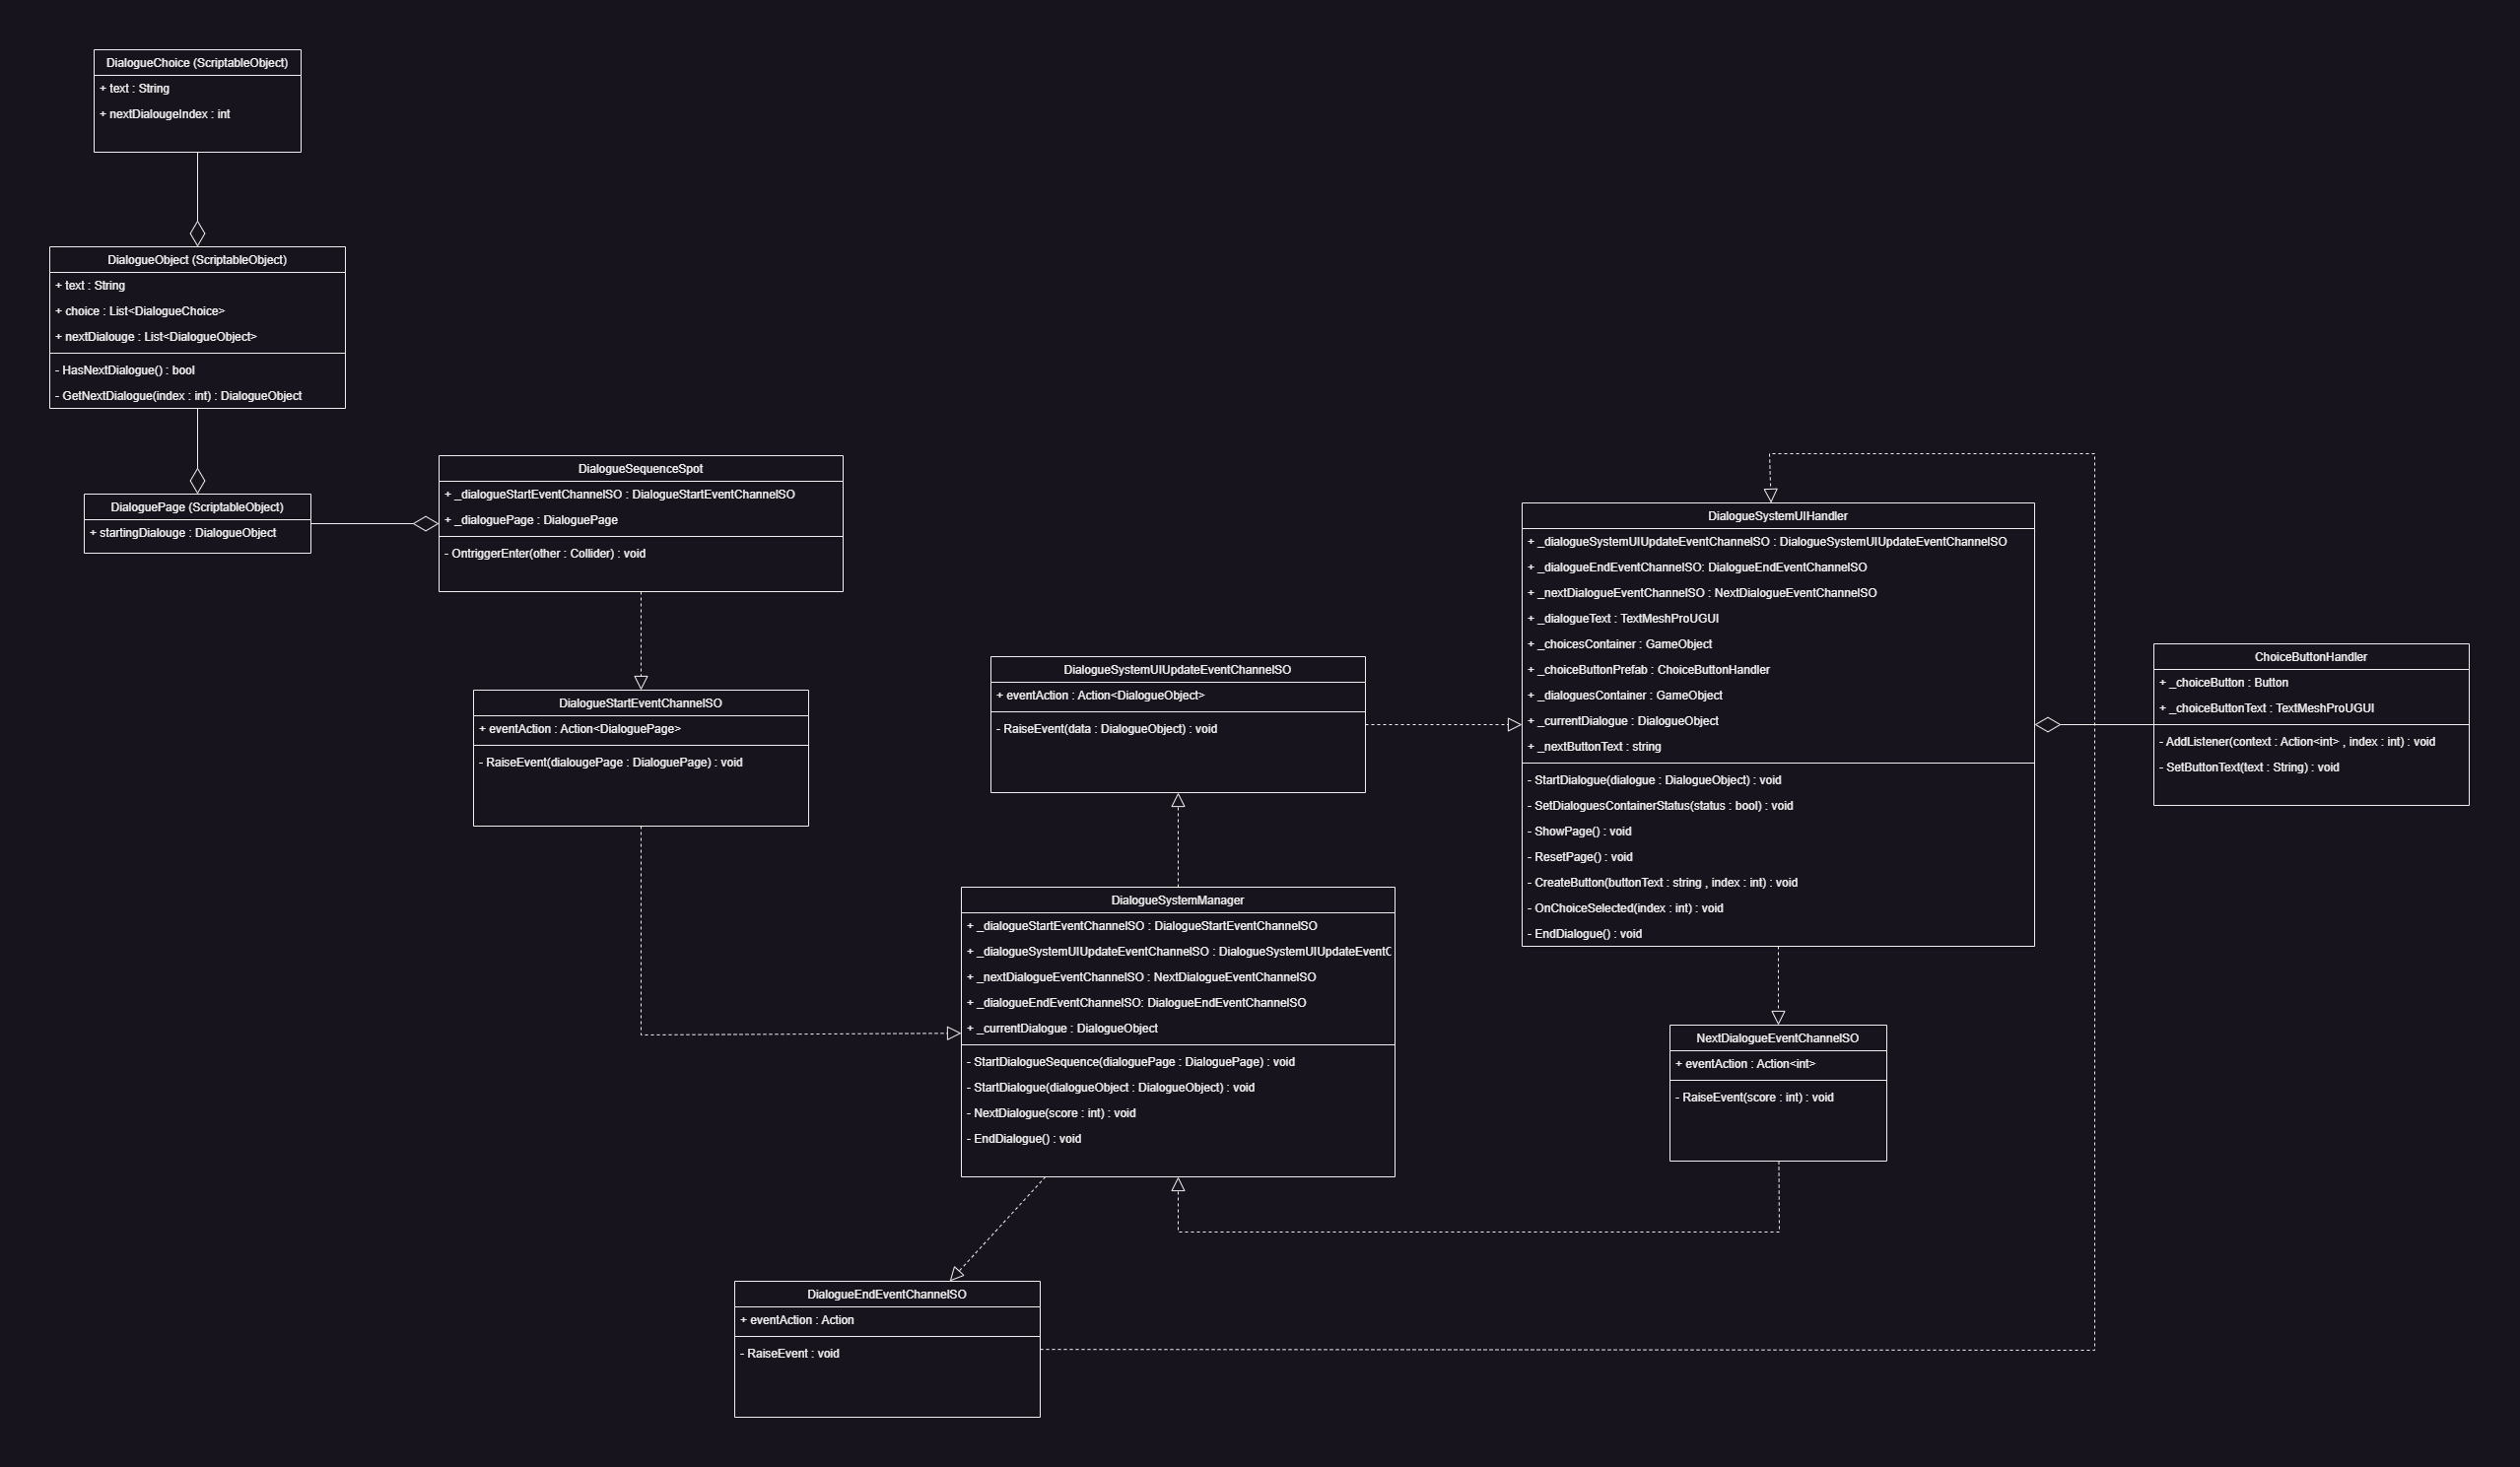 DialogueChoice (ScriptableObject)
+ text : String
+ nextDialougeIndex : int
DialogueObject (ScriptableObject)
+ text : String
+ choice : List<DialogueChoice>
+ nextDialouge : List<DialogueObject>
- HasNextDialogue() : bool
- GetNextDialogue(index : int) : DialogueObject
DialoguePage (ScriptableObject)
+ startingDialouge : DialogueObject
DialogueSequenceSpot
+ _dialogueStartEventChannelSO : DialogueStartEventChannelSO
+ _dialoguePage : DialoguePage
- OntriggerEnter(other : Collider) : void
DialogueStartEventChannelSO
+ eventAction : Action<DialoguePage>
- RaiseEvent(dialougePage : DialoguePage) : void
DialogueSystemUIUpdateEventChannelSO
+ eventAction : Action<DialogueObject>
- RaiseEvent(data : DialogueObject) : void
DialogueSystemManager
+ _dialogueStartEventChannelSO : DialogueStartEventChannelSO
+ _dialogueSystemUIUpdateEventChannelSO : DialogueSystemUIUpdateEventC
+ _nextDialogueEventChannelSO : NextDialogueEventChannelSO
+ _dialogueEndEventChannelSO: DialogueEndEventChannelSO
+ _currentDialogue : DialogueObject
- StartDialogueSequence(dialoguePage : DialoguePage) : void
- StartDialogue(dialogueObject : DialogueObject) : void
- NextDialogue(score : int) : void
- EndDialogue() : void
DialogueEndEventChannelSO
+ eventAction : Action
- RaiseEvent : void
DialogueSystemUIHandler
+ _dialogueSystemUIUpdateEventChannelSO : DialogueSystemUIUpdateEventChannelSO
+ _dialogueEndEventChannelSO: DialogueEndEventChannelSO
+ _nextDialogueEventChannelSO : NextDialogueEventChannelSO
+ _dialogueText : TextMeshProUGUI
+ _choicesContainer : GameObject
+ _choiceButtonPrefab : ChoiceButtonHandler
+ _dialoguesContainer : GameObject
+ _currentDialogue : DialogueObject
+ _nextButtonText : string
- StartDialogue(dialogue : DialogueObject) : void
- SetDialoguesContainerStatus(status : bool) : void
- ShowPage() : void
- ResetPage() : void
- CreateButton(buttonText : string , index : int) : void
- OnChoiceSelected(index : int) : void
- EndDialogue() : void
NextDialogueEventChannelSO
+ eventAction : Action<int>
- RaiseEvent(score : int) : void
ChoiceButtonHandler
+ _choiceButton : Button
+ _choiceButtonText : TextMeshProUGUI
- AddListener(context : Action<int> , index : int) : void
- SetButtonText(text : String) : void